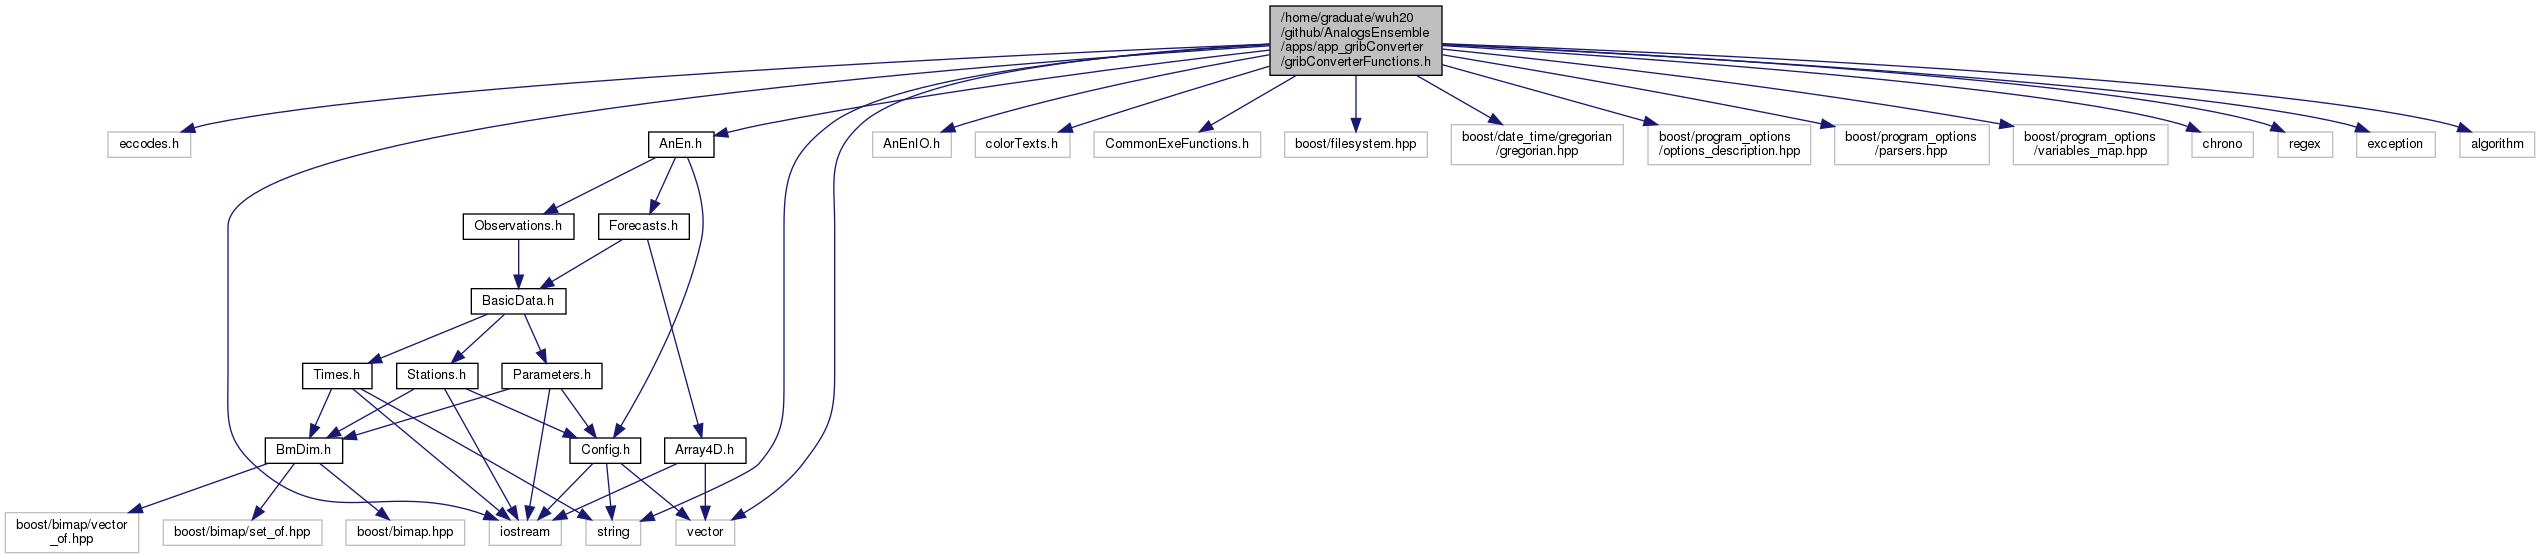 /home/graduate/wuh20
/github/AnalogsEnsemble
/apps/app_gribConverter
/gribConverterFunctions.h
eccodes.h
AnEn.h
AnEnIO.h
colorTexts.h
CommonExeFunctions.h
boost/filesystem.hpp
boost/date_time/gregorian
/gregorian.hpp
boost/program_options
/options_description.hpp
boost/program_options
/parsers.hpp
boost/program_options
/variables_map.hpp
chrono
regex
exception
algorithm
Observations.h
Forecasts.h
BasicData.h
Times.h
Stations.h
Parameters.h
BmDim.h
Config.h
Array4D.h
boost/bimap/vector
_of.hpp
boost/bimap/set_of.hpp
boost/bimap.hpp
iostream
string
vector